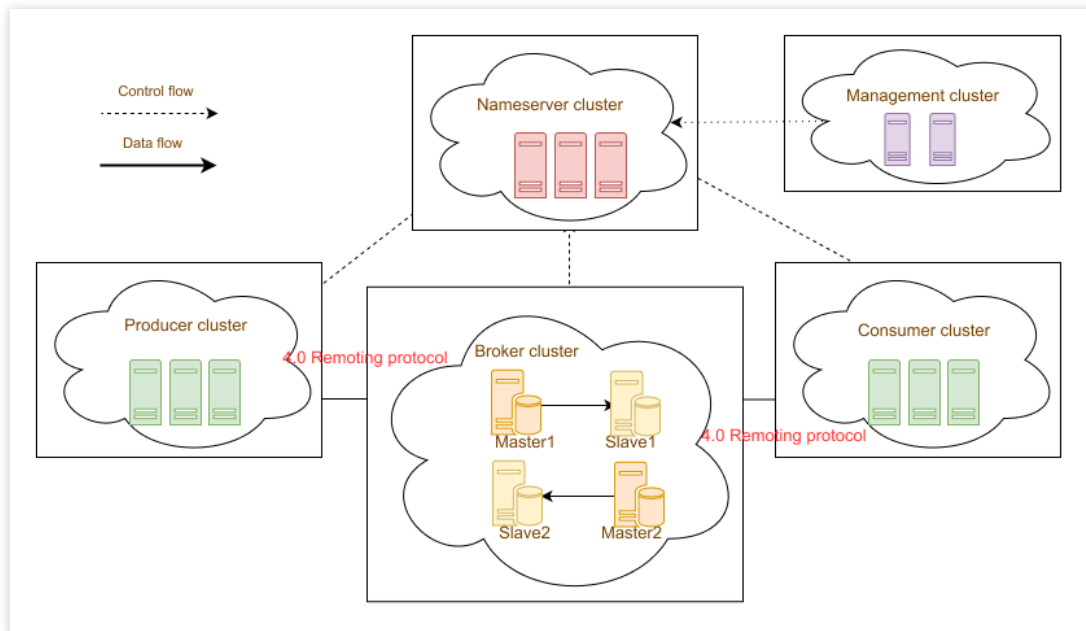 Control flow
Data flow
Nameserver cluster
Management cluster
Producer cluster
4.0 Remoting protocol
Broker cluster
Master1
Slave1
Slave2
Master2
Consumer cluster
4.0 Remoting protocol